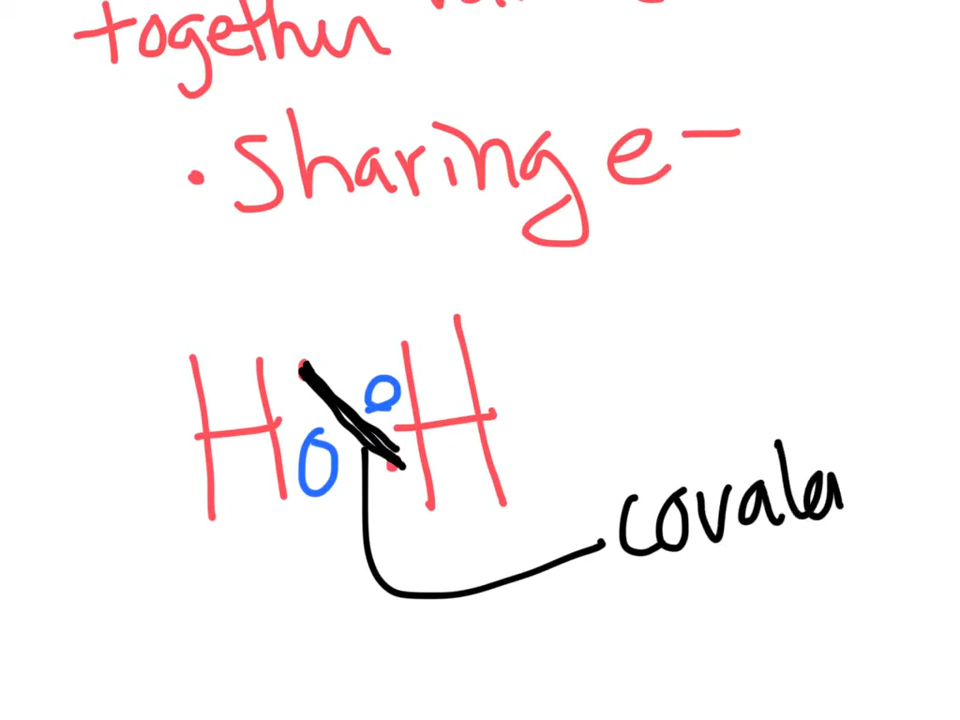 together
• sharing e-
H H
covalen